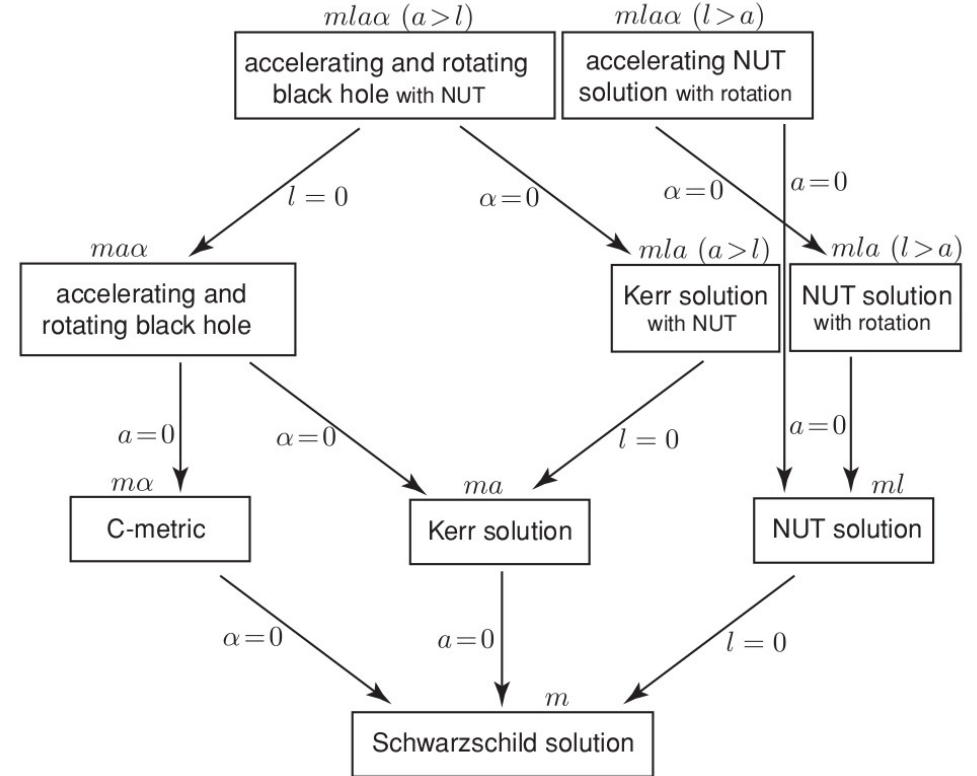 mlaα (a>l)
mlaα (l>a)
accelerating and rotating
black hole with NUT
accelerating NUT
solution with rotation
l = 0
α=0
α=0
a=0
maα
mla (a>l)
mla (l>a)
accelerating and
rotating black hole
Kerr solution
with NUT
NUT solution
with rotation
a=0
α=0
l = 0
a=0
mα
ma
ml
C-metric
Kerr solution
NUT solution
α=0
a=0
l = 0
m
Schwarzschild solution